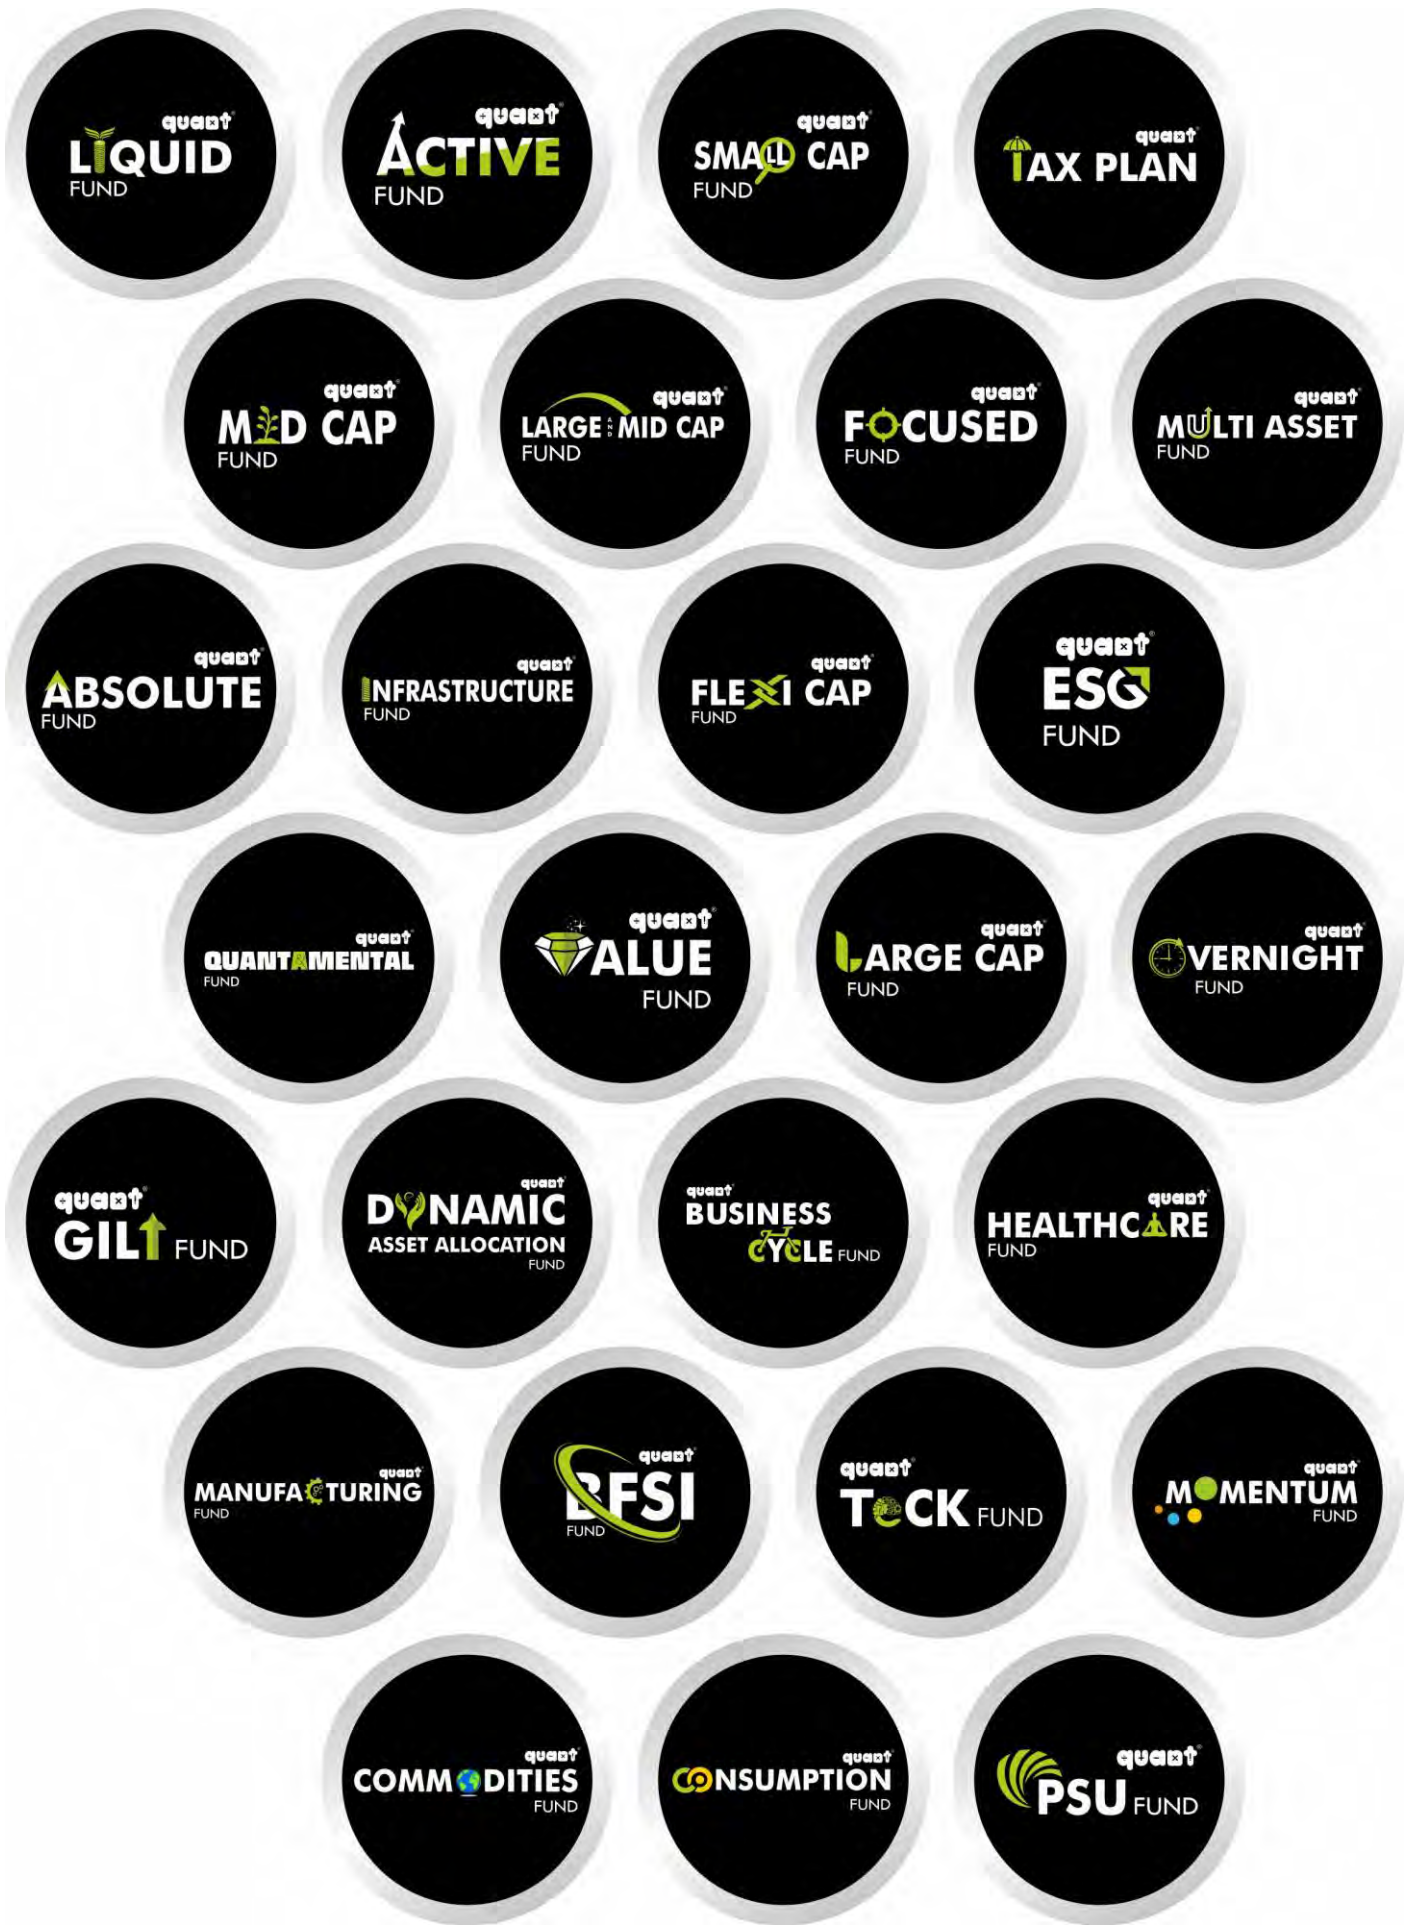 quant®
LIQUID
FUND
quant®
ACTIVE
FUND
quant®
SMALL CAP
FUND
quant®
TAX PLAN
quant®
MID CAP
FUND
quant®
LARGE AND MID CAP
FUND
quant®
FOCUSED
FUND
quant®
MULTI ASSET
FUND
quant®
ABSOLUTE
FUND
quant®
INFRASTRUCTURE
FUND
quant®
FLEXI CAP
FUND
quant®
ESG
FUND
quant®
QUANTAMENTAL
FUND
quant®
VALUE
FUND
quant®
LARGE CAP
FUND
quant®
OVERNIGHT
FUND
quant®
GILT FUND
quant®
DYNAMIC
ASSET ALLOCATION
FUND
quant®
BUSINESS
CYCLE FUND
quant®
HEALTHCARE
FUND
quant®
MANUFACTURING
FUND
quant®
BFSI
FUND
quant®
TeCK FUND
quant®
MOMENTUM
FUND
quant®
COMMODITIES
FUND
quant®
CONSUMPTION
FUND
quant®
PSU FUND